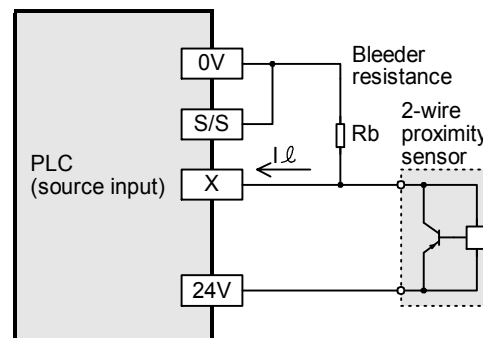 0V
S/S
PLC
(source input)
X
24V
Iℓ
Bleeder
resistance
Rb
2-wire
proximity
sensor